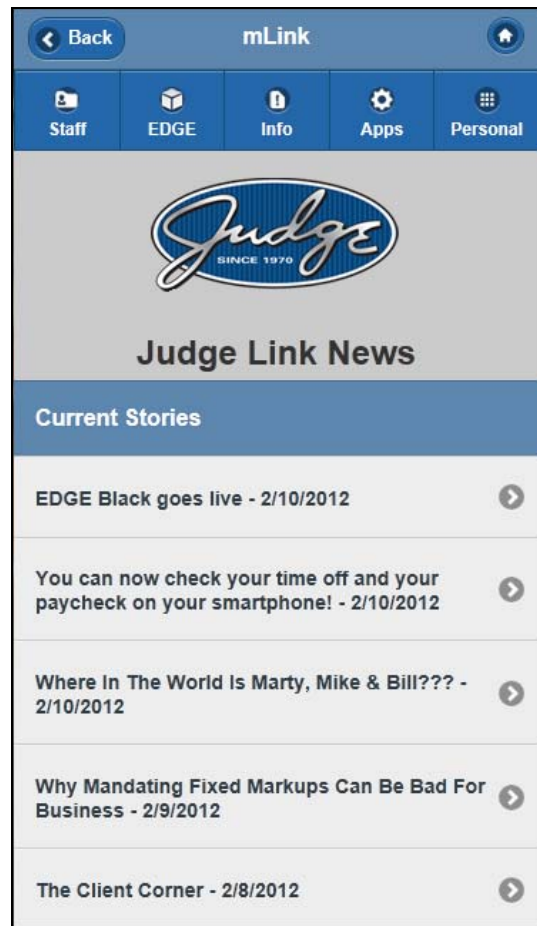 Back
mLink
Staff
EDGE
Info
Apps
Personal
Judge
SINCE 1970
Judge Link News
Current Stories
EDGE Black goes live - 2/10/2012
You can now check your time off and your
paycheck on your smartphone! - 2/10/2012
Where In The World Is Marty, Mike & Bill??? -
2/10/2012
Why Mandating Fixed Markups Can Be Bad For
Business - 2/9/2012
The Client Corner - 2/8/2012